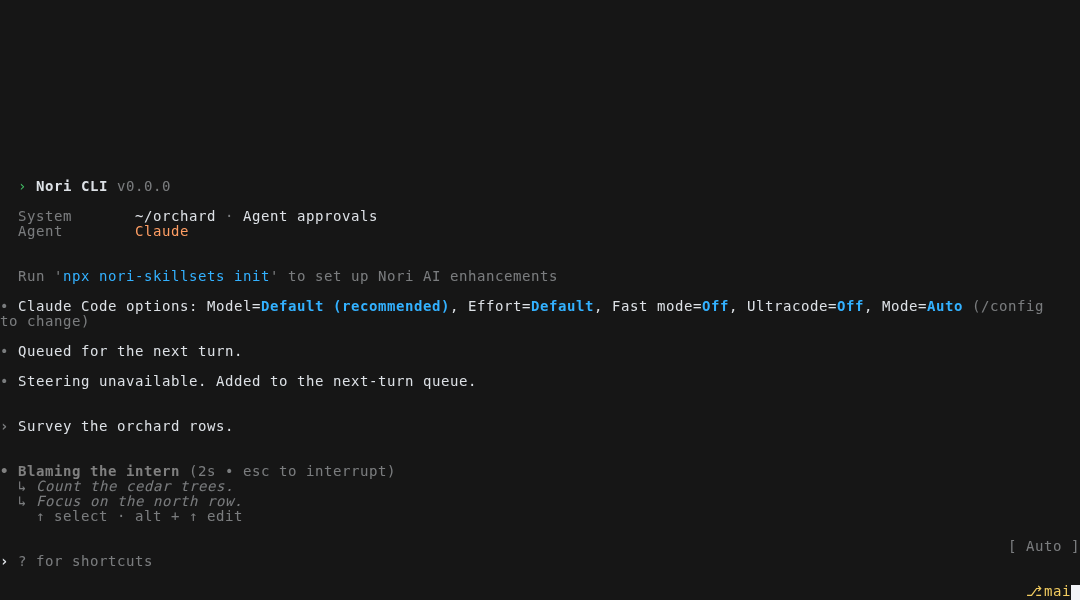 › Nori CLI v0.0.0
System ~/orchard · Agent approvals
Agent Claude
Run 'npx nori-skillsets init' to set up Nori AI enhancements
• Claude Code options: Model=Default (recommended), Effort=Default, Fast mode=Off, Ultracode=Off, Mode=Auto (/config
to change)
• Queued for the next turn.
• Steering unavailable. Added to the next-turn queue.
› Survey the orchard rows.
• Blaming the intern (2s • esc to interrupt)
↳ Count the cedar trees.
↳ Focus on the north row.
↑ select · alt + ↑ edit
[ Auto ]
› ? for shortcuts
⎇ mai